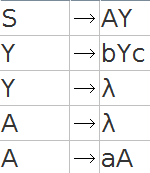 S → AY
Y → bYc
Y → λ
A → λ
A → aA